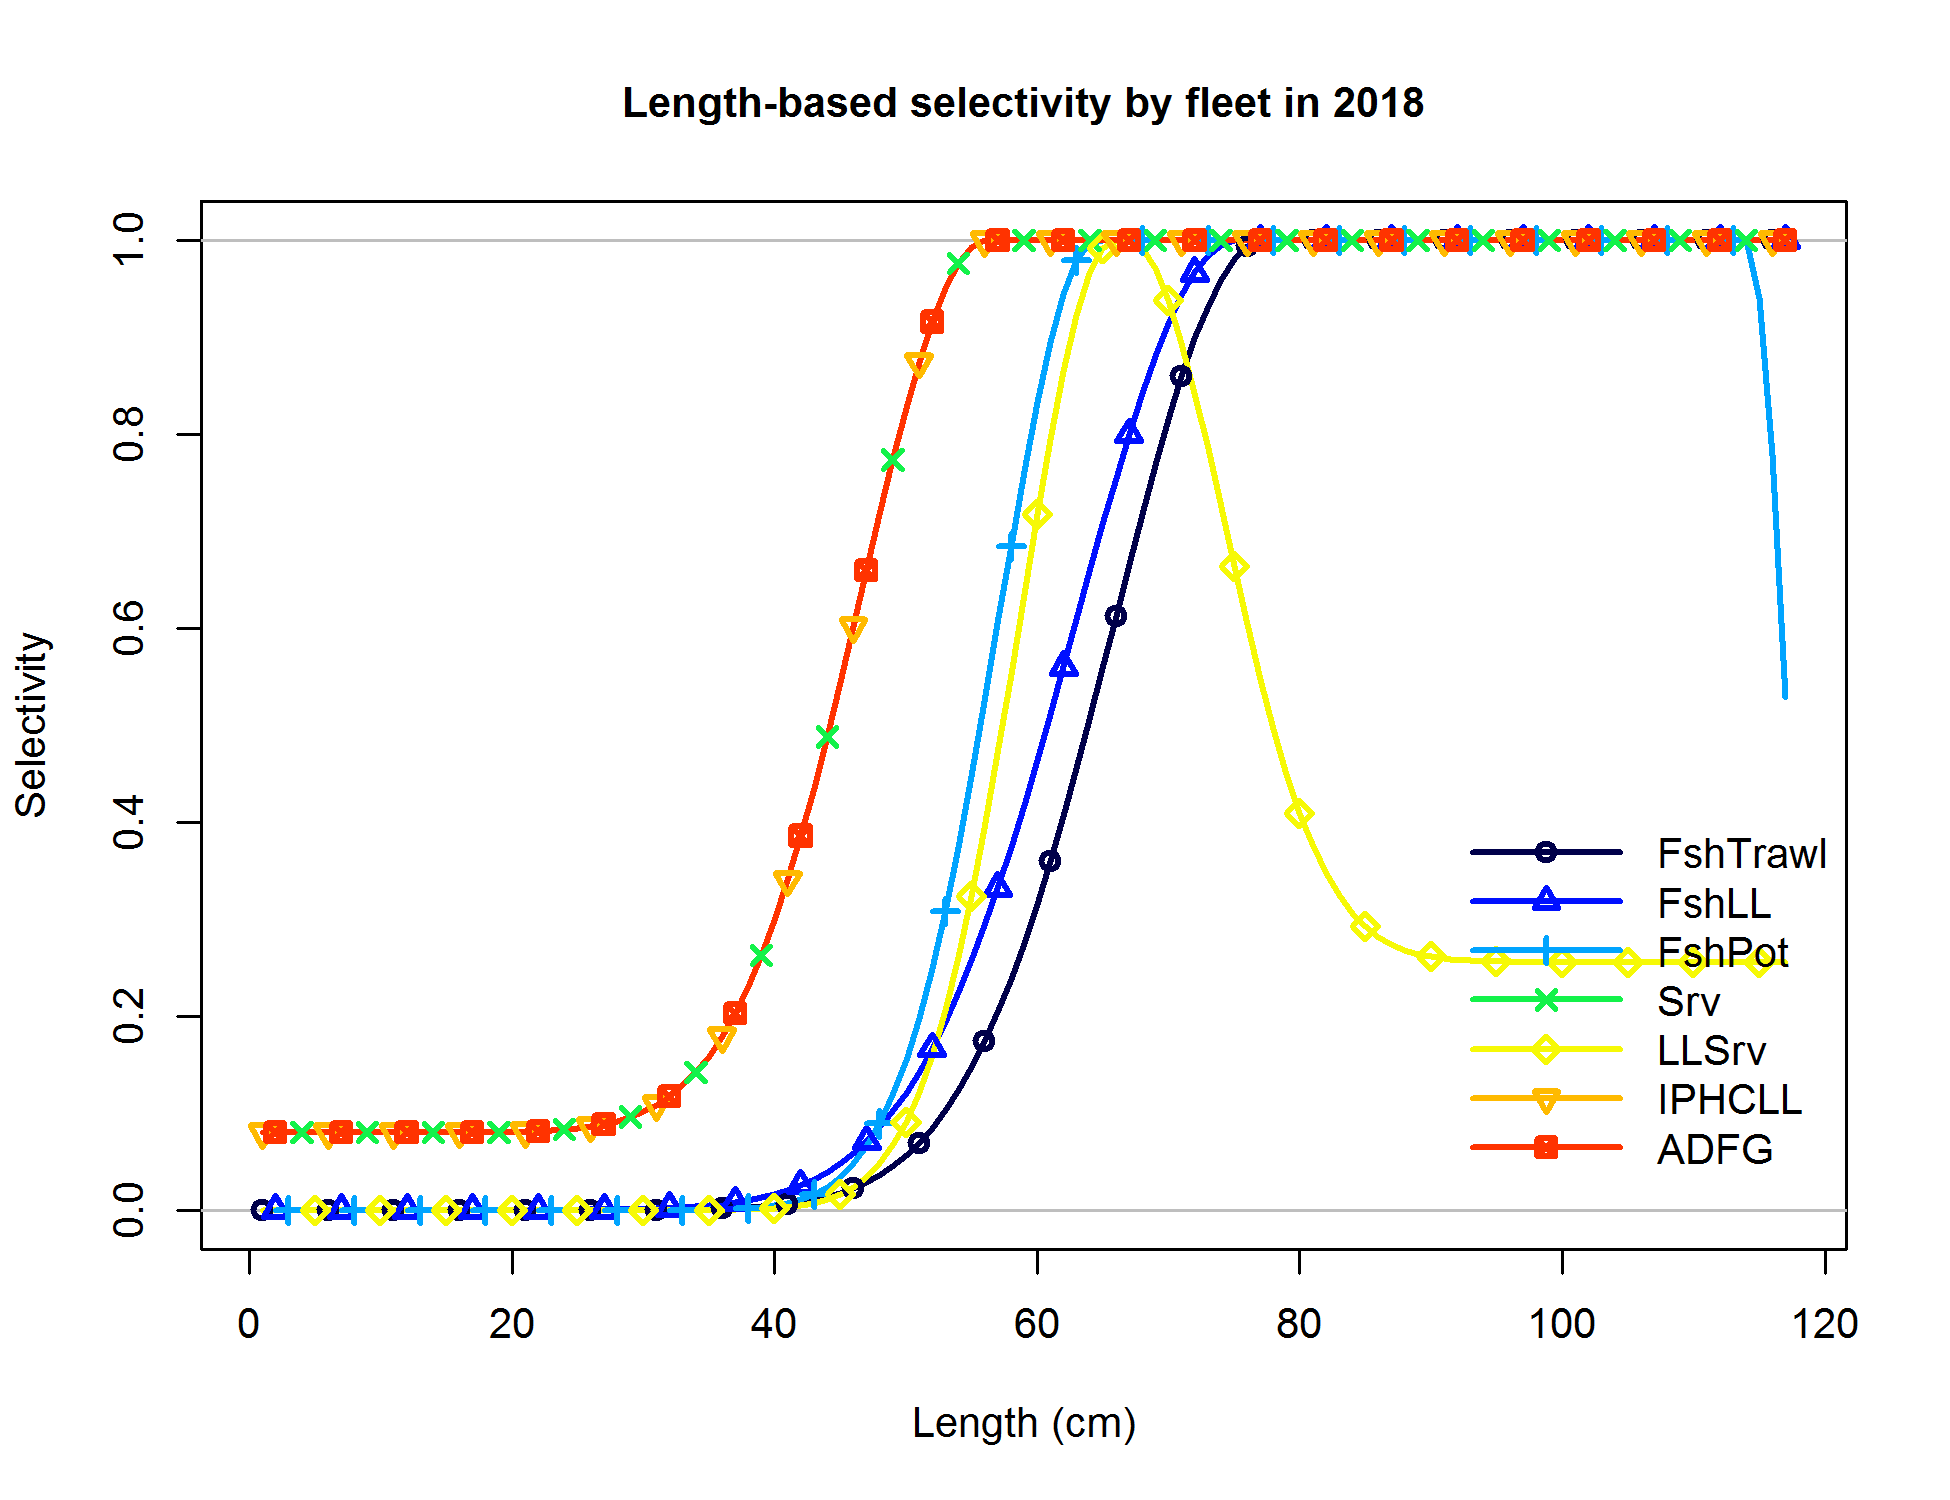 Length-based selectivity by fleet in 2018
Selectivity
1.0
0.8
0.6
0.4
0.2
0.0
FshTrawl
FshLL
FshPot
Srv
LLSrv
IPHCLL
ADFG
0 20 40 60 80 100 120
Length (cm)